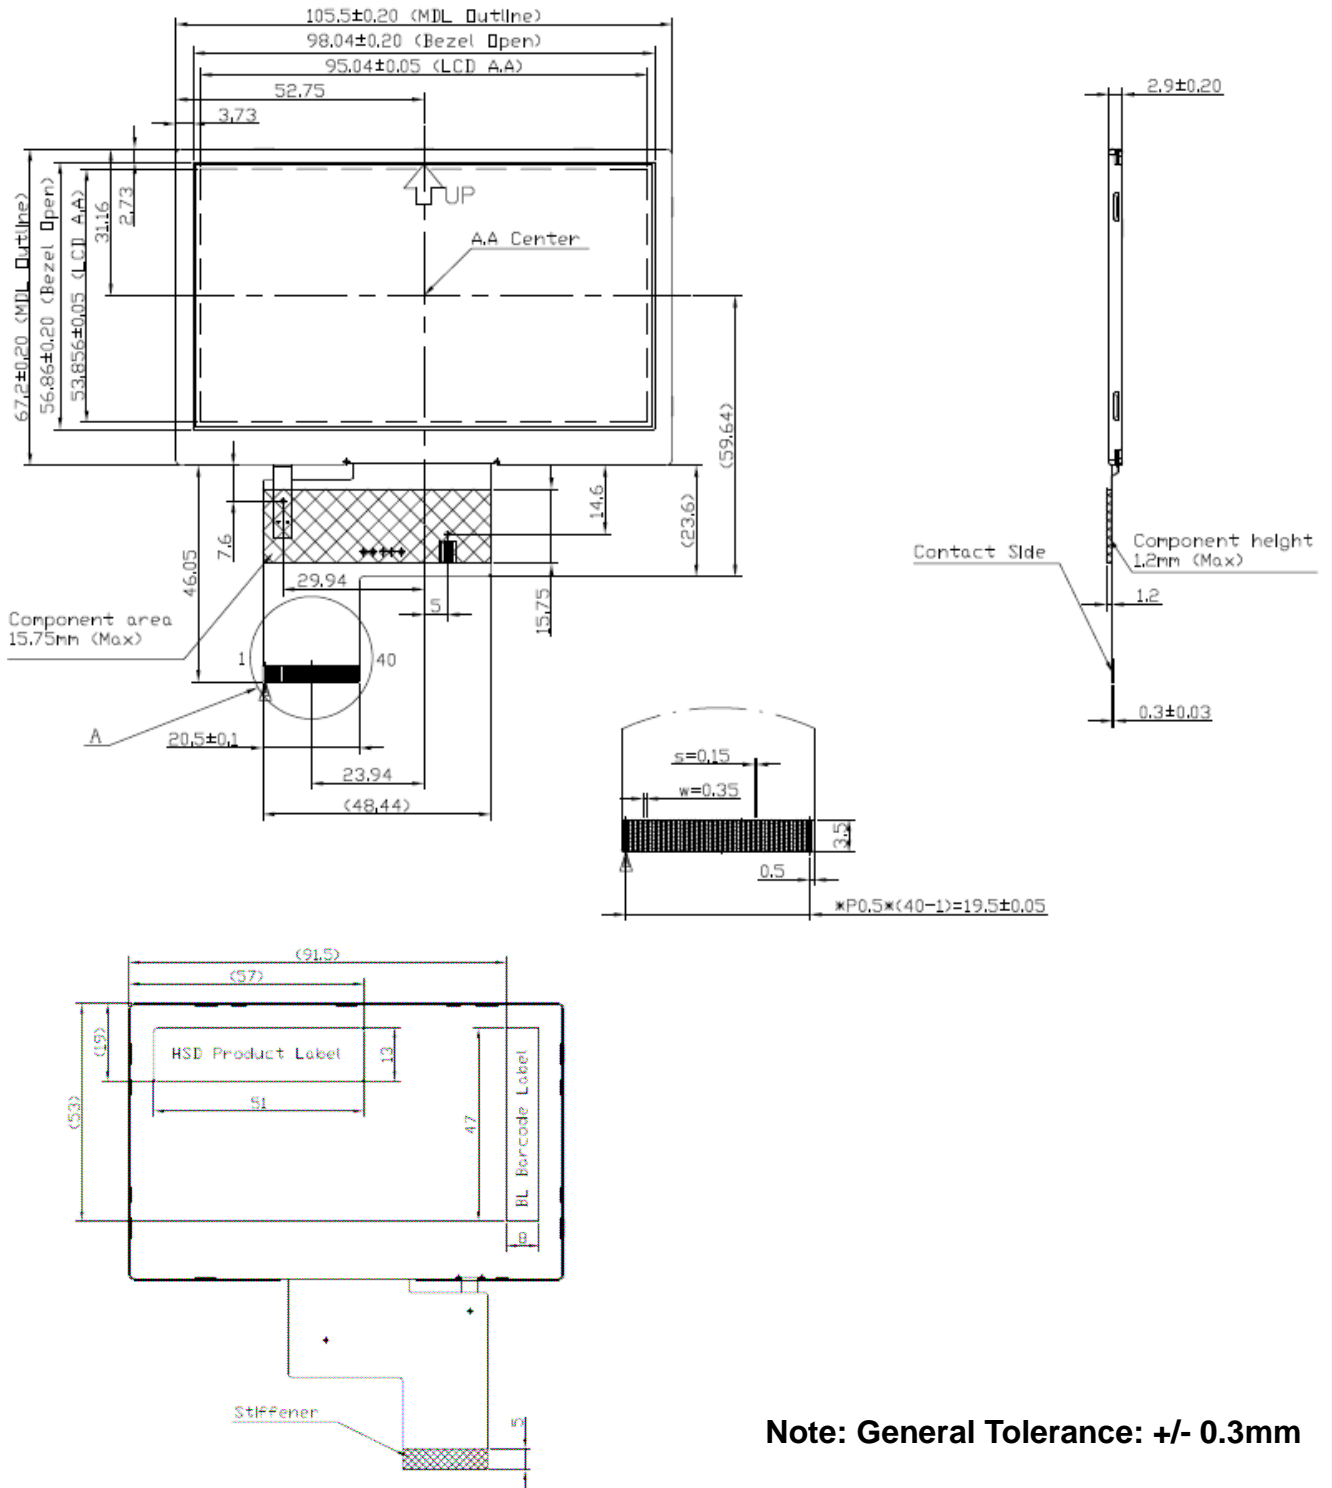 105.5±0.20 (MDL Outline)
98.04±0.20 (Bezel Open)
95.04±0.05 (LCD A.A)
52.75
3.73
2.9±0.20
67.2±0.20 (MDL Outline)
56.86±0.20 (Bezel Open)
53.856±0.05 (LCD A.A)
31.16
2.73
UP
A.A Center
(59.64)
(23.6)
14.6
15.75
7.6
46.05
29.94
5
Component area
15.75mm (Max)
1
40
A
20.5±0.1
23.94
(48.44)
Contact Side
Component height
1.2mm (Max)
1.2
0.3±0.03
s=0.15
w=0.35
3.5
0.5
*P0.5*(40-1)=19.5±0.05
(91.5)
(57)
(19)
(53)
HSD Product Label
13
51
47
BL Barcode Label
8
Stiffener
5
Note: General Tolerance: +/- 0.3mm